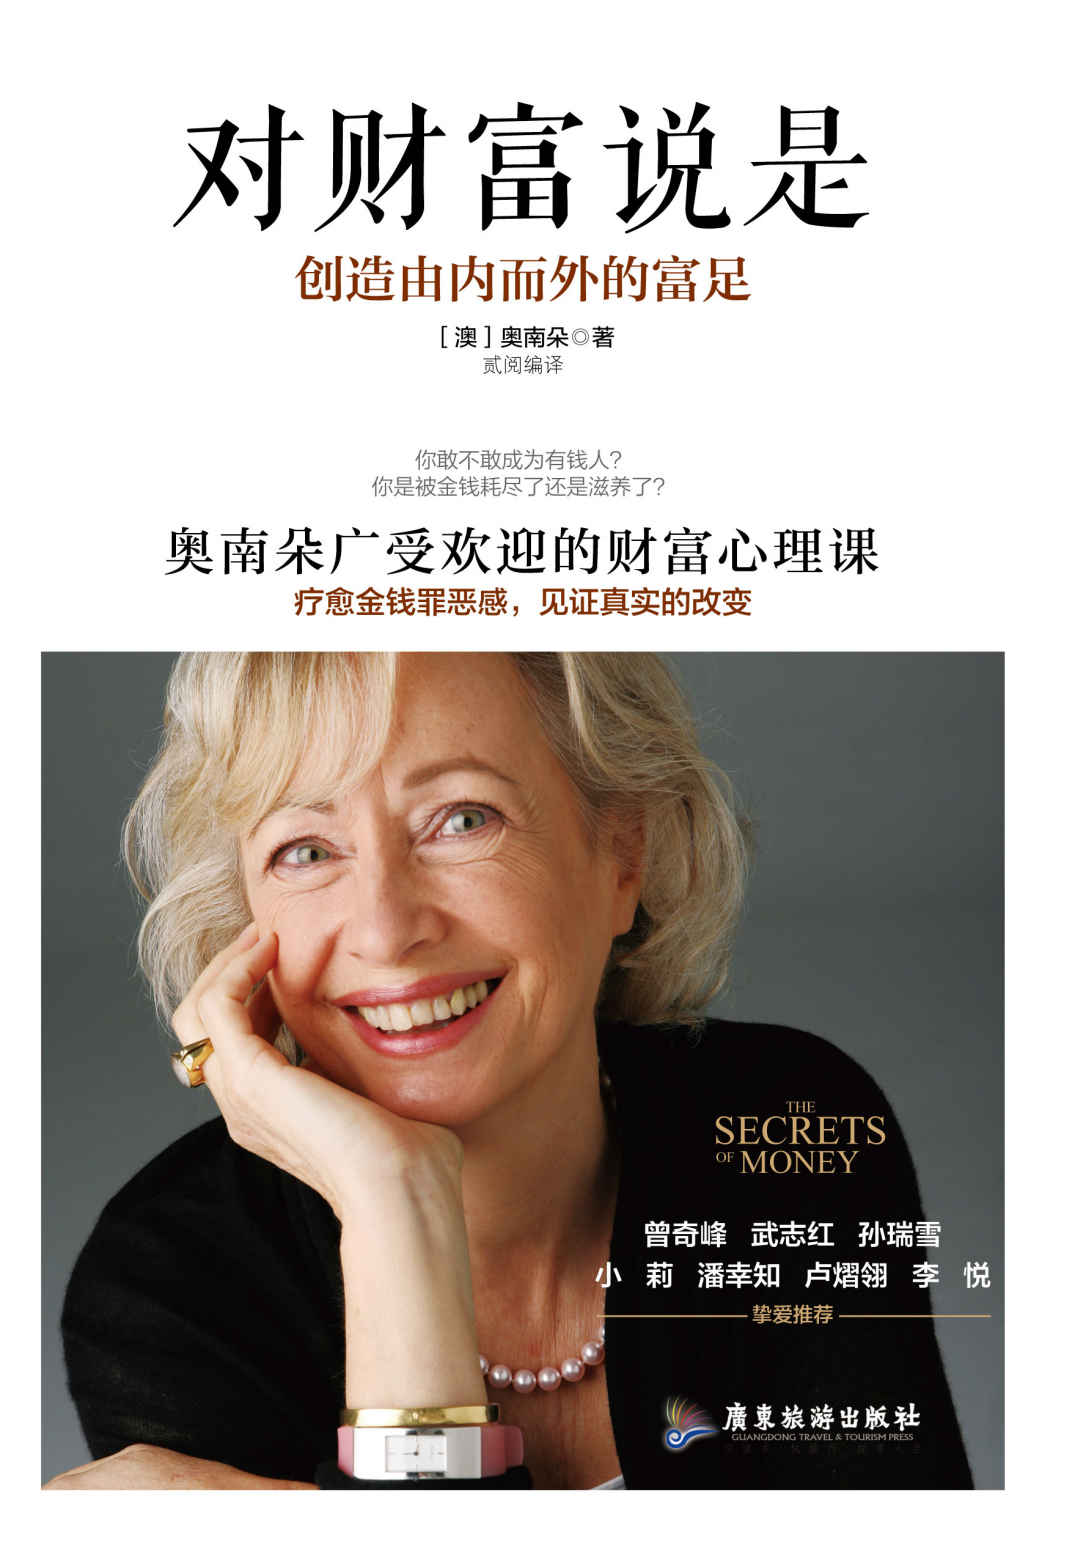 对财富说是
创造由内而外的富足
[澳]奥南朵◎著
贰阅编译
你敢不敢成为有钱人?
你是被金钱耗尽了还是滋养了?
奥南朵广受欢迎的财富心理课
疗愈金钱罪恶感，见证真实的改变
THE
SECRETS
OF MONEY
曾奇峰 武志红 孙瑞雪
小 莉 潘幸知 卢熠翎 李 悦
挚爱推荐
廣東旅游出版社
GUANGDONG TRAVEL & TOURISM PRESS